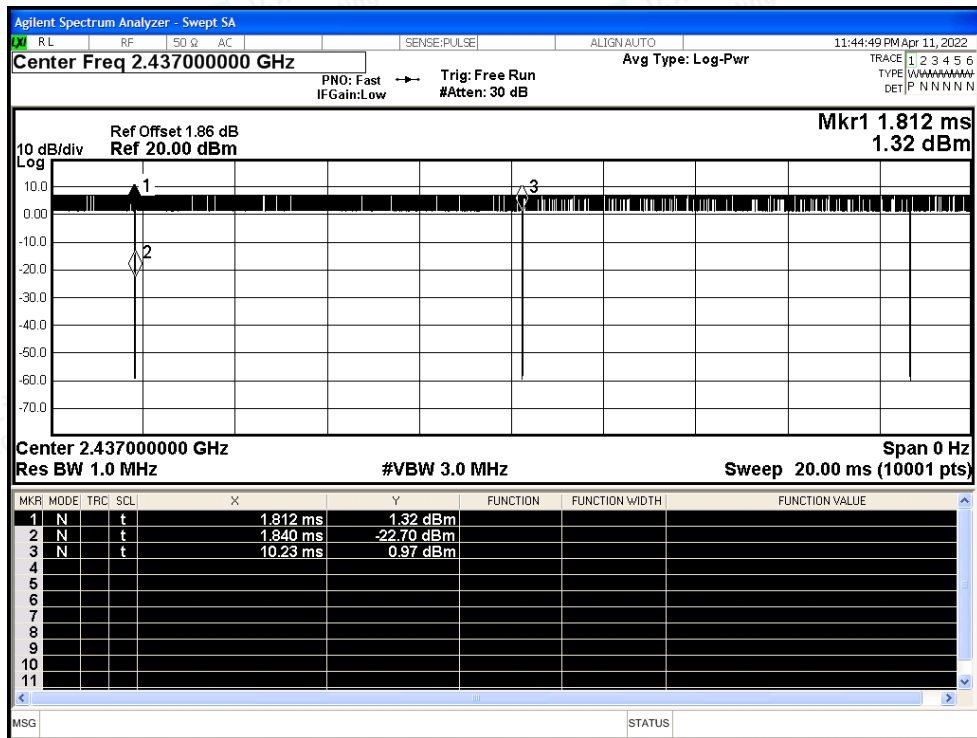 Agilent Spectrum Analyzer - Swept SA
LXI RL RF 50 Ω AC SENSE:PULSE ALIGN AUTO 11:44:49 PM Apr 11, 2022
Center Freq 2.437000000 GHz
PNO: Fast
IFGain:Low
Trig: Free Run
#Atten: 30 dB
Avg Type: Log-Pwr
TRACE 1 2 3 4 5 6
TYPE
DET P N N N N N
Mkr1 1.812 ms
1.32 dBm
Ref Offset 1.86 dB
10 dB/div Ref 20.00 dBm
Log
10.0
0.00
-10.0
-20.0
-30.0
-40.0
-50.0
-60.0
-70.0
1
2
3
Center 2.437000000 GHz Span 0 Hz
Res BW 1.0 MHz #VBW 3.0 MHz Sweep 20.00 ms (10001 pts)
MKR MODE TRC SCL X Y FUNCTION FUNCTION WIDTH FUNCTION VALUE
1 N t 1.812 ms 1.32 dBm
2 N t 1.840 ms -22.70 dBm
3 N t 10.23 ms 0.97 dBm
4
5
6
7
8
9
10
11
MSG STATUS